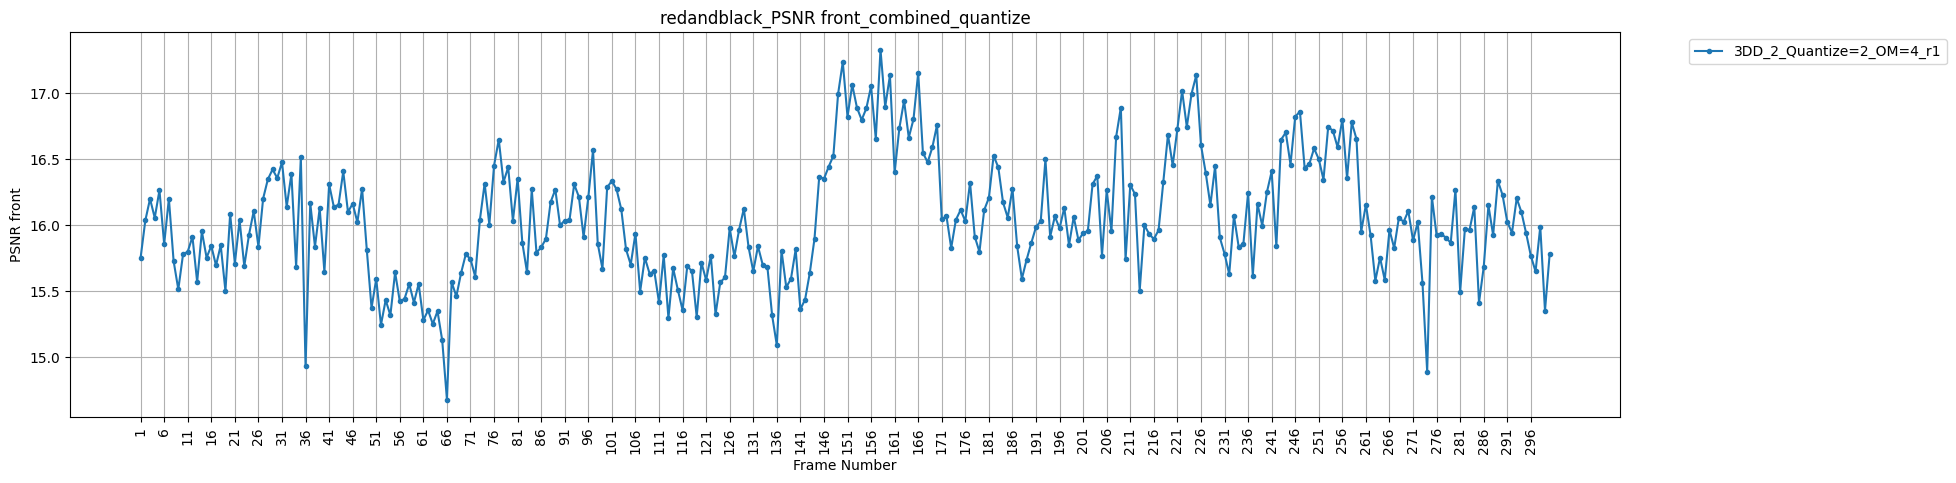 redandblack_PSNR front_combined_quantize
3DD_2_Quantize=2_OM=4_r1
PSNR front
17.0
16.5
16.0
15.5
15.0
1 6 11 16 21 26 31 36 41 46 51 56 61 66 71 76 81 86 91 96 101 106 111 116 121 126 131 136 141 146 151 156 161 166 171 176 181 186 191 196 201 206 211 216 221 226 231 236 241 246 251 256 261 266 271 276 281 286 291 296
Frame Number